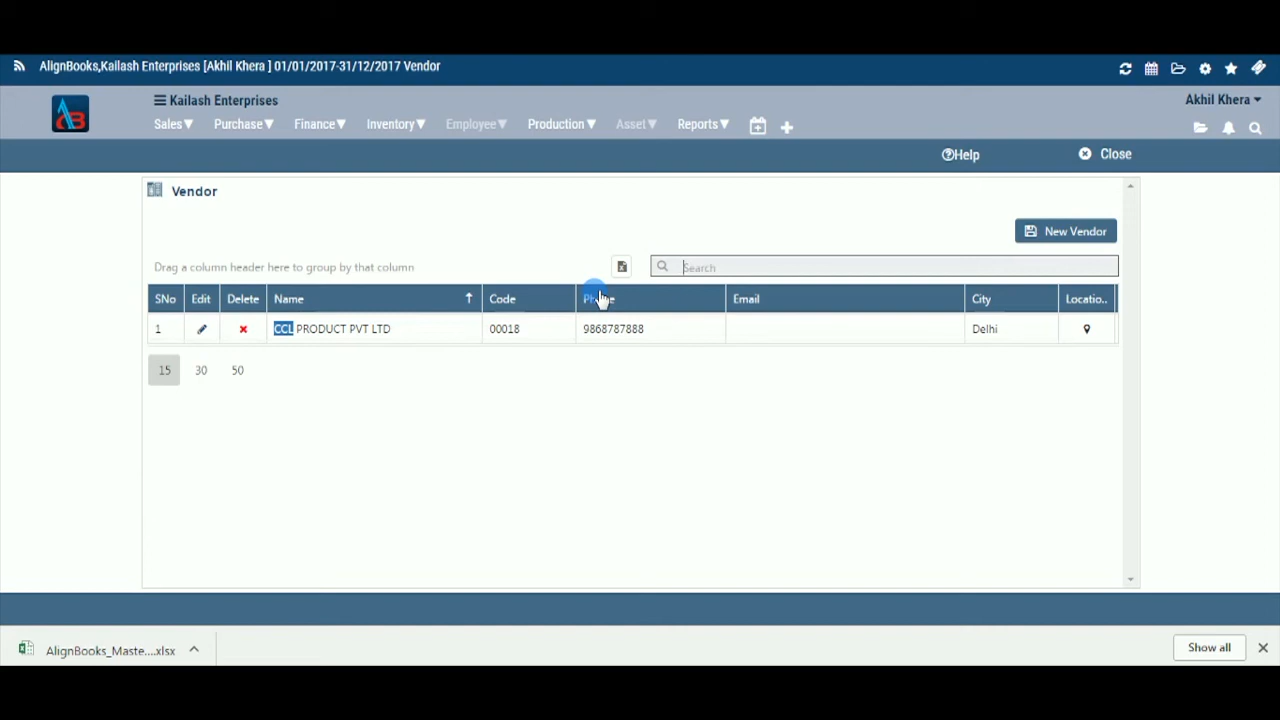 AlignBooks,Kailash Enterprises [Akhil Khera ] 01/01/2017-31/12/2017 Vendor
Kailash Enterprises
Akhil Khera
Sales Purchase Finance Inventory Employee Production Asset Reports
Help Close
Vendor
New Vendor
Drag a column header here to group by that column Search
SNo Edit Delete Name Code Phone Email City Locatio..
1 CCL PRODUCT PVT LTD 00018 9868787888 Delhi
15 30 50
AlignBooks_Maste....xlsx Show all